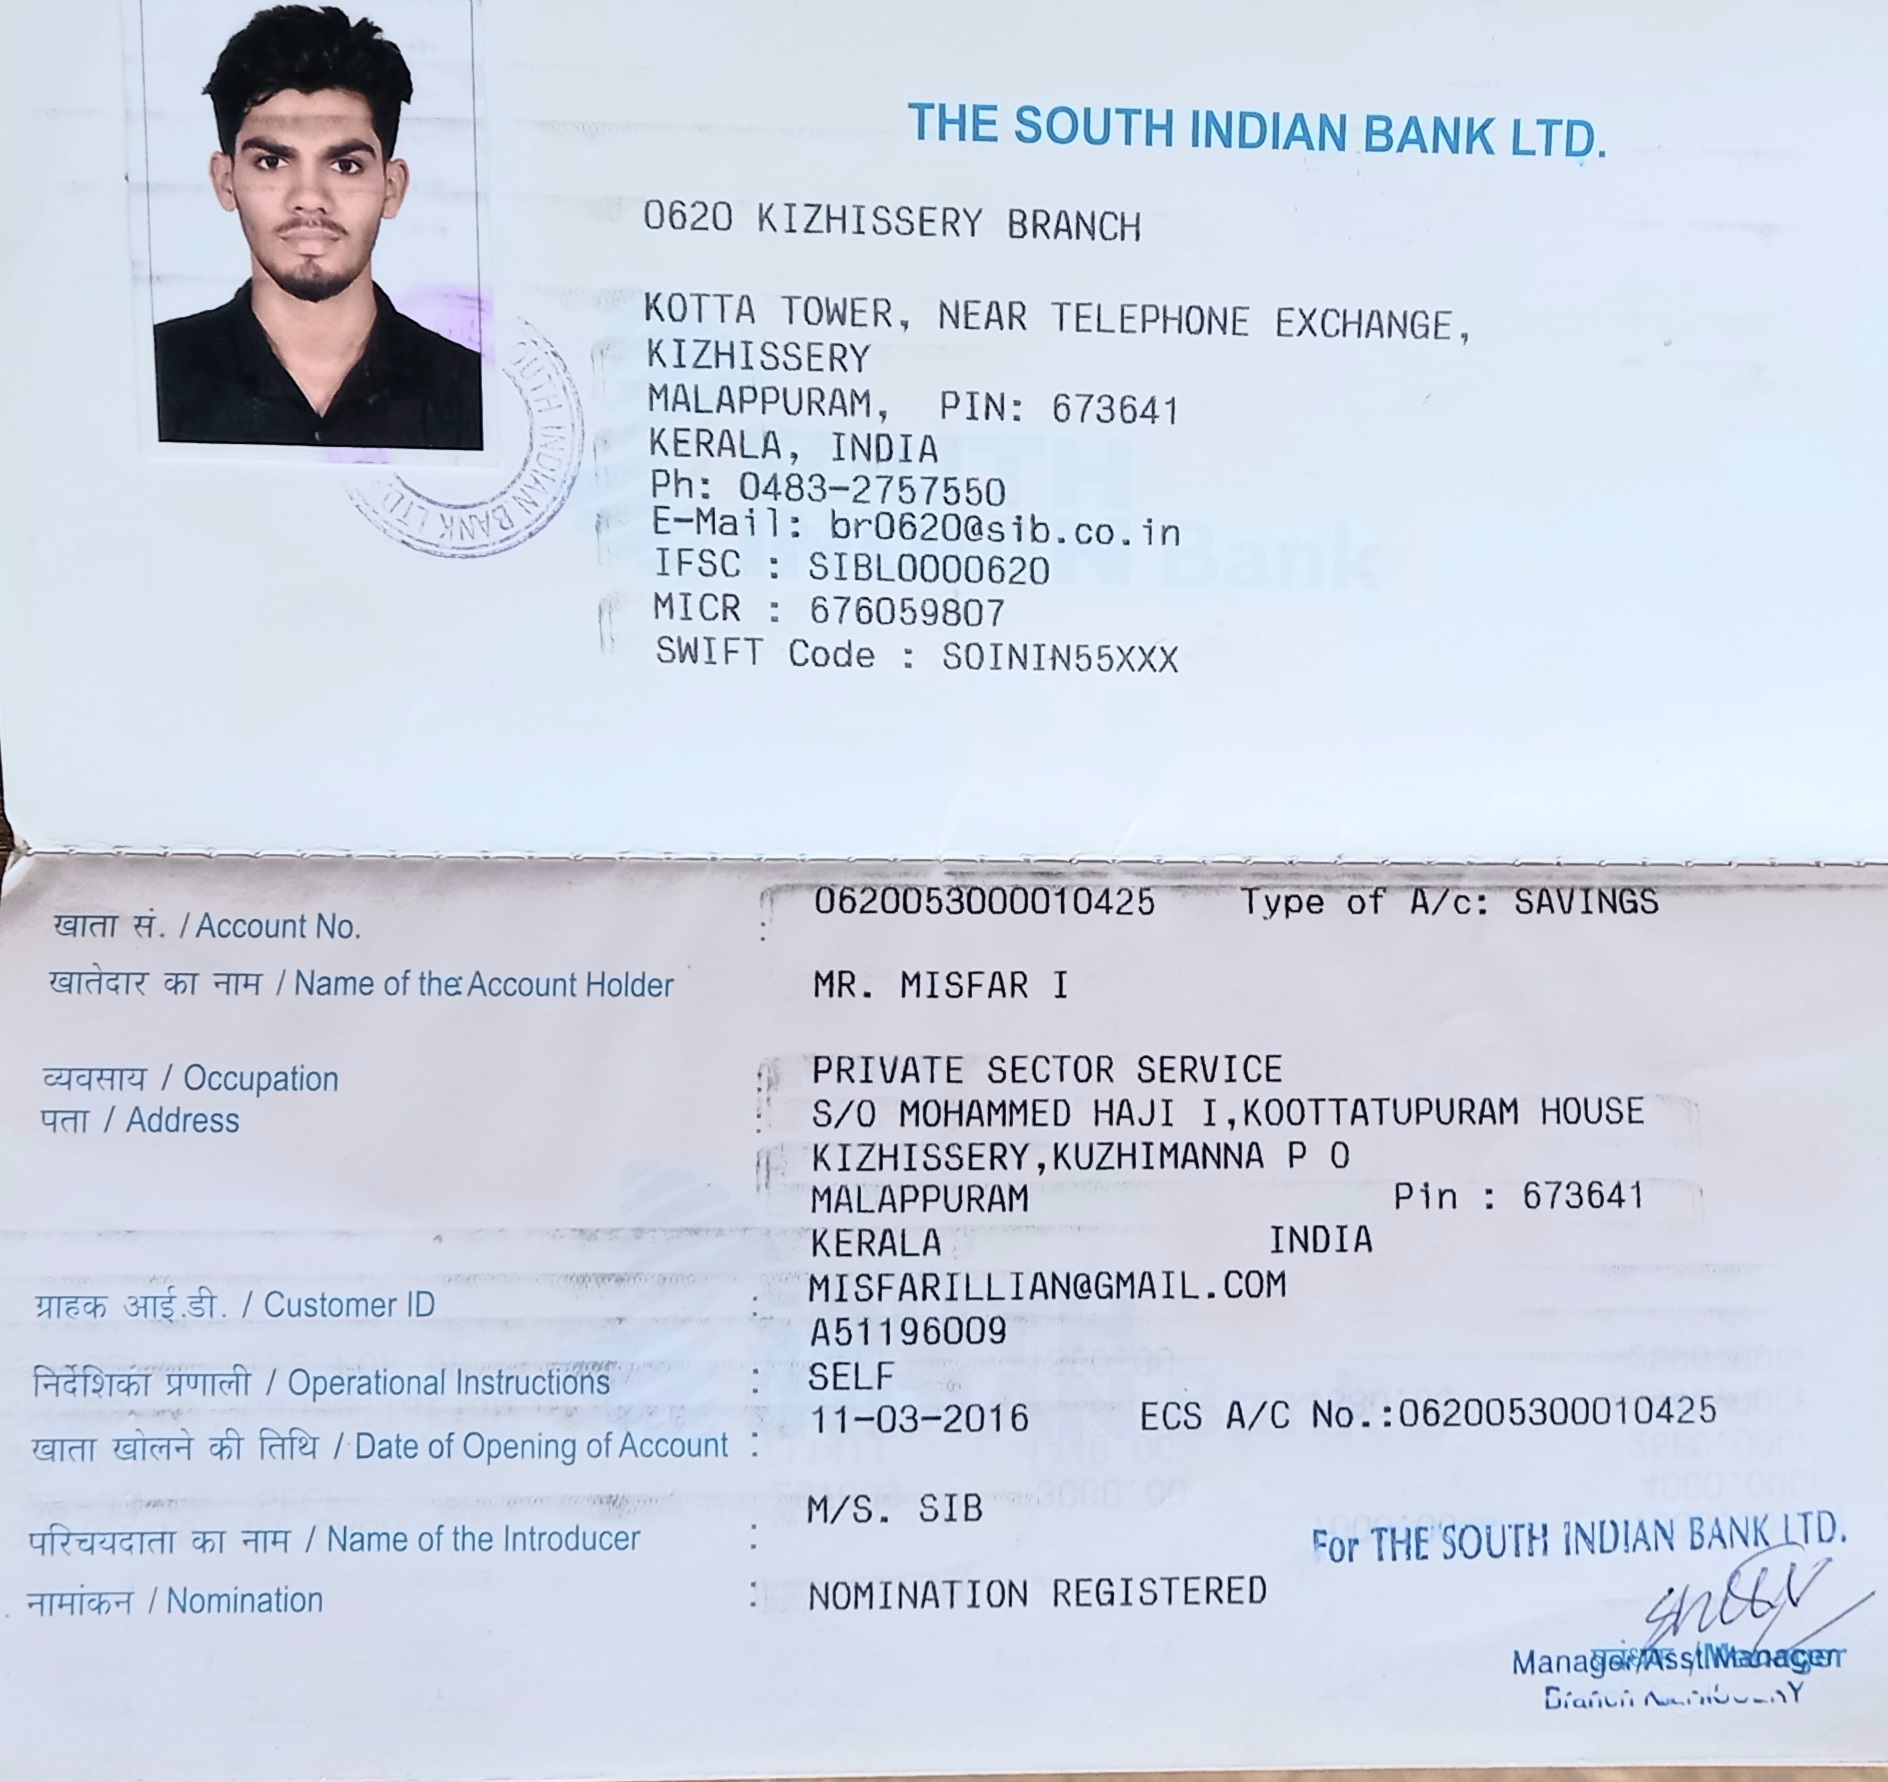 THE SOUTH INDIAN BANK LTD.
0620 KIZHISSERY BRANCH
KOTTA TOWER, NEAR TELEPHONE EXCHANGE,
KIZHISSERY
MALAPPURAM, PIN: 673641
KERALA, INDIA
Ph: 0483-2757550
E-Mail: br0620@sib.co.in
IFSC : SIBL0000620
MICR : 676059807
SWIFT Code : SOININ55XXX
SOUTH INDIAN BANK LTD.
खाता सं. / Account No. : 0620053000010425 Type of A/c: SAVINGS
खातेदार का नाम / Name of the Account Holder MR. MISFAR I
व्यवसाय / Occupation : PRIVATE SECTOR SERVICE
पता / Address : S/O MOHAMMED HAJI I,KOOTTATUPURAM HOUSE
KIZHISSERY,KUZHIMANNA P O
MALAPPURAM Pin : 673641
KERALA INDIA
MISFARILLIAN@GMAIL.COM
ग्राहक आई.डी. / Customer ID : A51196009
निर्देशिका प्रणाली / Operational Instructions : SELF
खाता खोलने की तिथि / Date of Opening of Account : 11-03-2016 ECS A/C No.:062005300010425
परिचयदाता का नाम / Name of the Introducer : M/S. SIB
नामांकन / Nomination : NOMINATION REGISTERED
For THE SOUTH INDIAN BANK LTD.
Manager/Asst.Manager
Branch